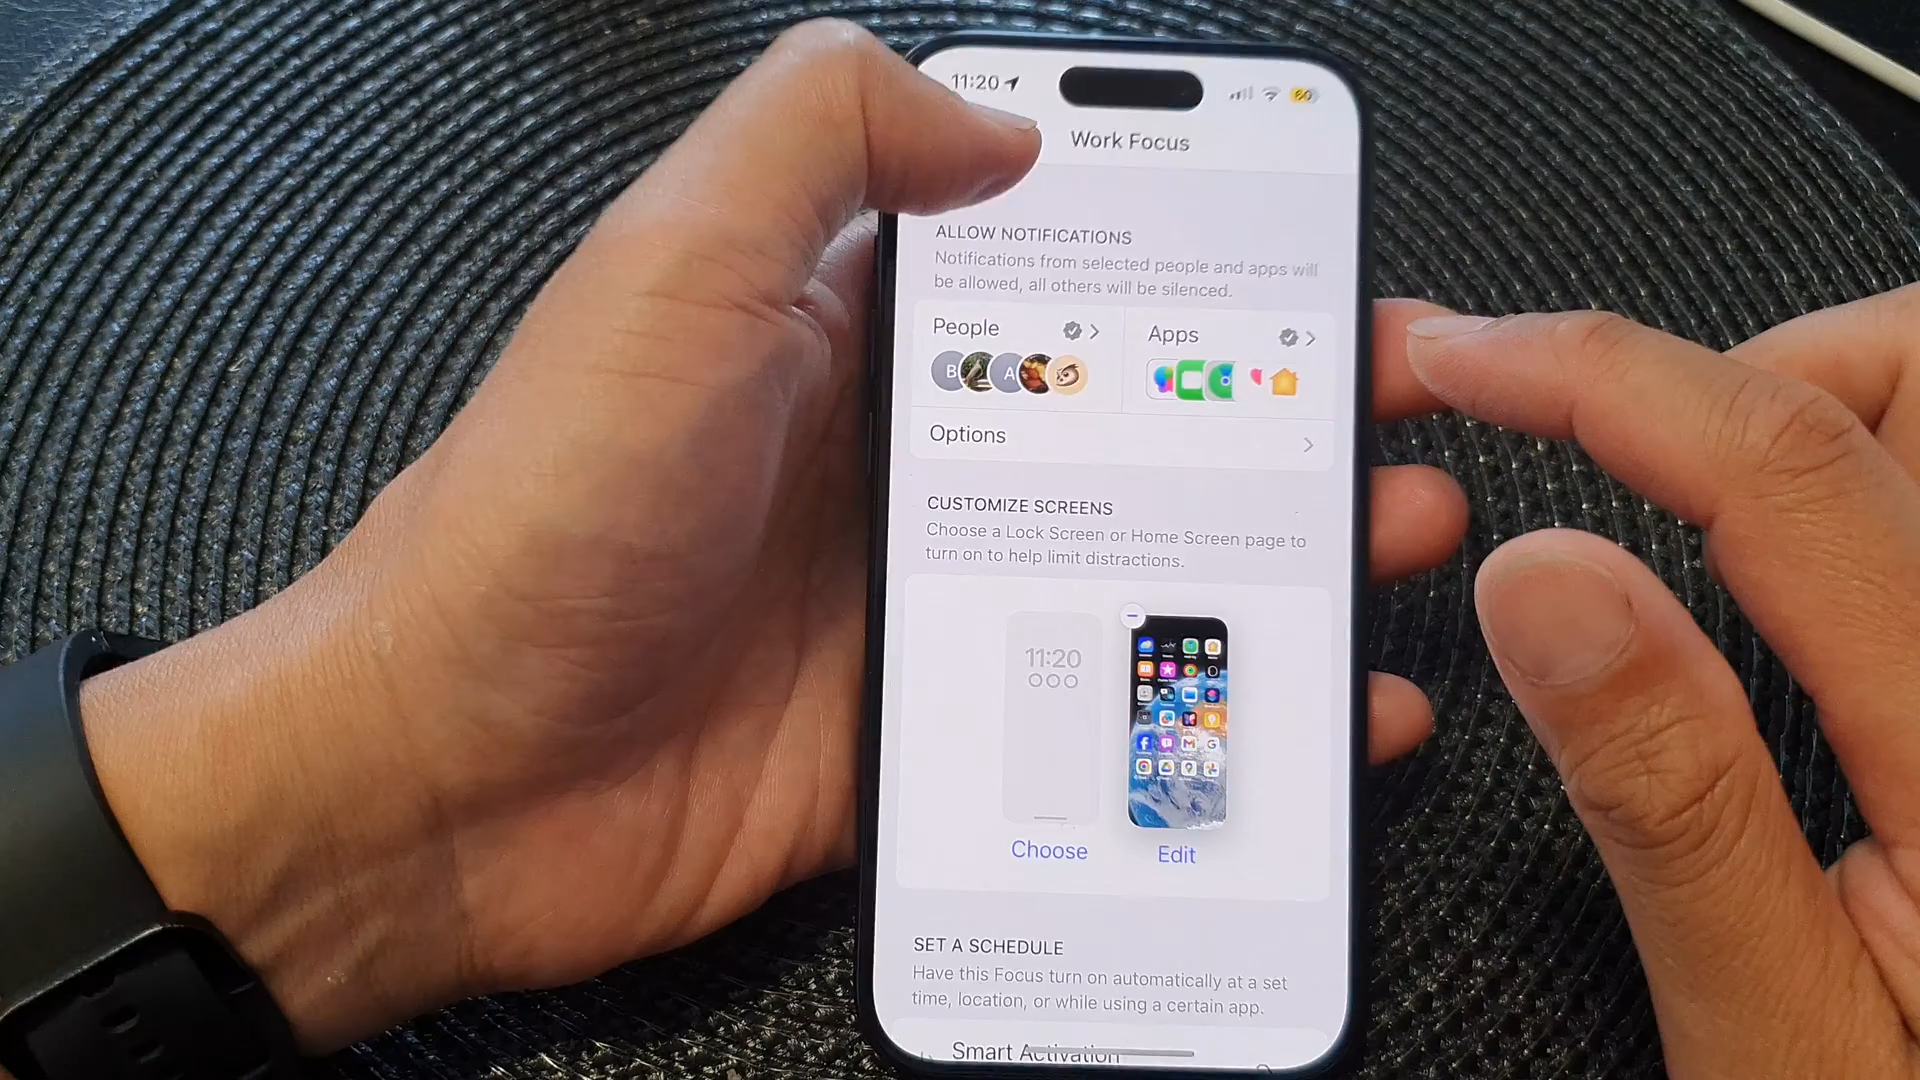 11:20
80
Work Focus
ALLOW NOTIFICATIONS
Notifications from selected people and apps will
be allowed, all others will be silenced.
People
Apps
B
A
Options
CUSTOMIZE SCREENS
Choose a Lock Screen or Home Screen page to
turn on to help limit distractions.
11:20
Choose
Edit
SET A SCHEDULE
Have this Focus turn on automatically at a set
time, location, or while using a certain app.
Smart Activation